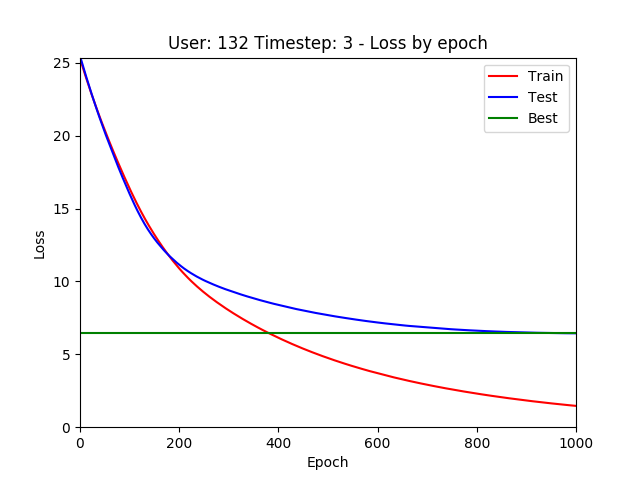 User: 132 Timestep: 3 - Loss by epoch
Train
Test
Best
Loss
25
20
15
10
5
0
0 200 400 600 800 1000
Epoch